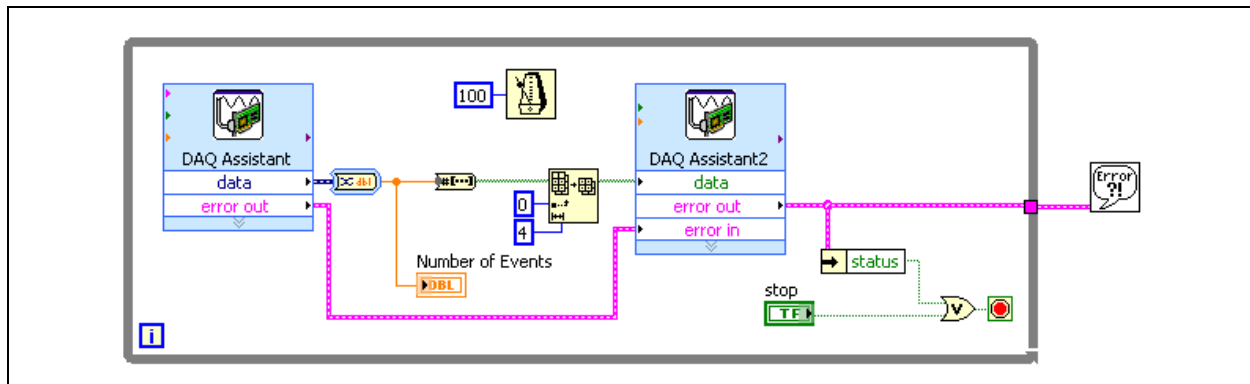 100
DAQ Assistant
data
error out
dbl
#[...]
0
4
Number of Events
DBL
DAQ Assistant2
data
error out
error in
status
stop
TF
V
i
Error
?!